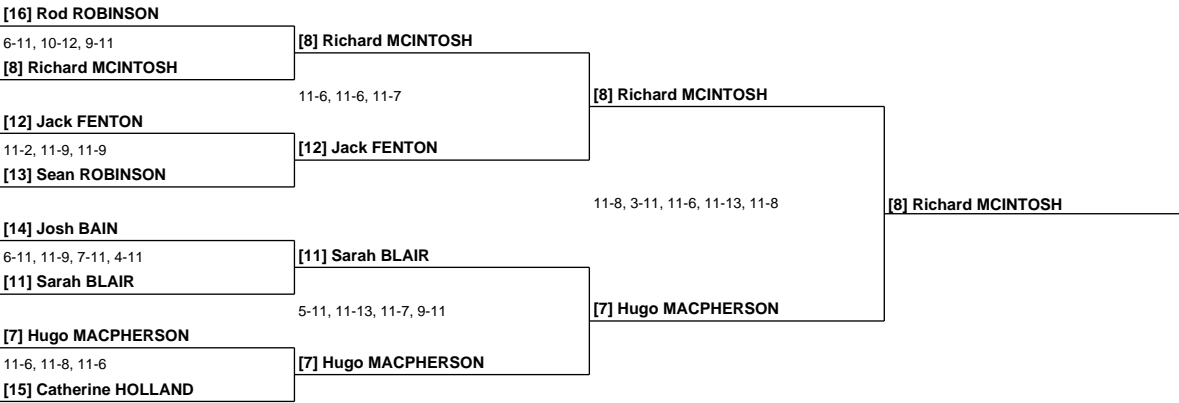 [16] Rod ROBINSON
6-11, 10-12, 9-11
[8] Richard MCINTOSH
[8] Richard MCINTOSH
11-6, 11-6, 11-7
[8] Richard MCINTOSH
[12] Jack FENTON
11-2, 11-9, 11-9
[12] Jack FENTON
[13] Sean ROBINSON
11-8, 3-11, 11-6, 11-13, 11-8
[8] Richard MCINTOSH
[14] Josh BAIN
6-11, 11-9, 7-11, 4-11
[11] Sarah BLAIR
[11] Sarah BLAIR
5-11, 11-13, 11-7, 9-11
[7] Hugo MACPHERSON
[7] Hugo MACPHERSON
11-6, 11-8, 11-6
[7] Hugo MACPHERSON
[15] Catherine HOLLAND